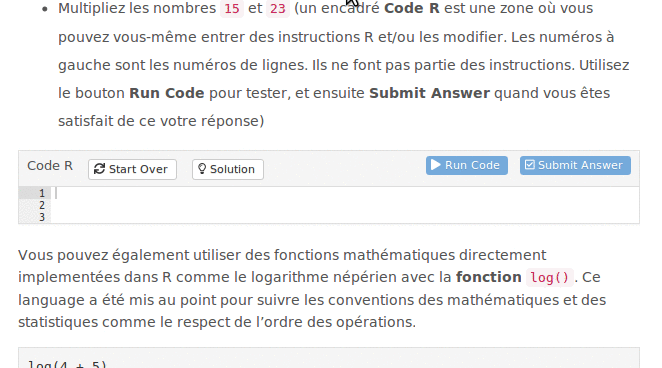 • Multipliez les nombres 15 et 23 (un encadré Code R est une zone où vous
pouvez vous-même entrer des instructions R et/ou les modifier. Les numéros à
gauche sont les numéros de lignes. Ils ne font pas partie des instructions. Utilisez
le bouton Run Code pour tester, et ensuite Submit Answer quand vous êtes
satisfait de ce votre réponse)
Code R Start Over Solution Run Code Submit Answer
1
2
3
Vous pouvez également utiliser des fonctions mathématiques directement
implémentées dans R comme le logarithme népérien avec la fonction log(). Ce
language a été mis au point pour suivre les conventions des mathématiques et des
statistiques comme le respect de l’ordre des opérations.
log(4 + 5)